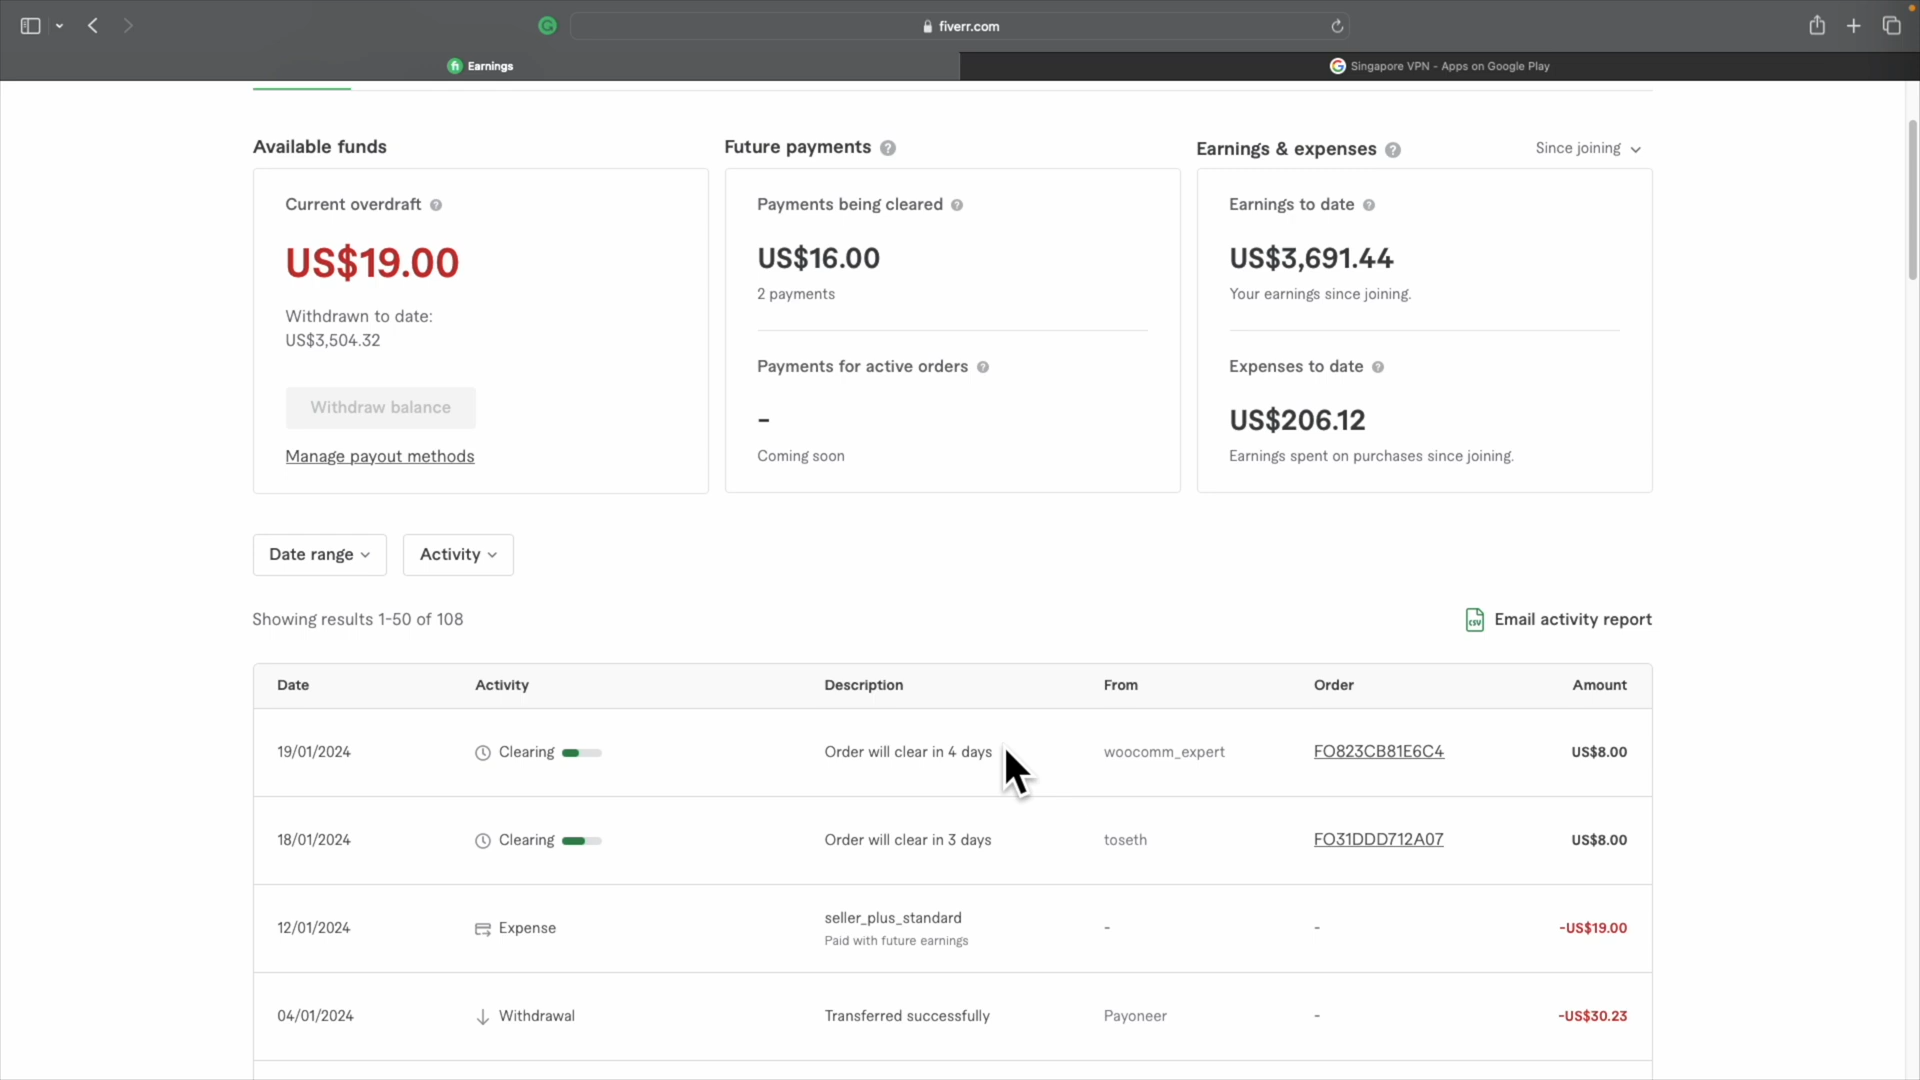 fiverr.com
Earnings
Singapore VPN - Apps on Google Play
Available funds
Future payments
Earnings & expenses
Since joining
Current overdraft
US$19.00
Withdrawn to date:
US$3,504.32
Withdraw balance
Manage payout methods
Payments being cleared
US$16.00
2 payments
Payments for active orders
-
Coming soon
Earnings to date
US$3,691.44
Your earnings since joining.
Expenses to date
US$206.12
Earnings spent on purchases since joining.
Date range
Activity
Showing results 1-50 of 108
CSV Email activity report
Date Activity Description From Order Amount
19/01/2024 Clearing Order will clear in 4 days woocomm_expert FO823CB81E6C4 US$8.00
18/01/2024 Clearing Order will clear in 3 days toseth FO31DDD712A07 US$8.00
12/01/2024 Expense seller_plus_standard - - -US$19.00
Paid with future earnings
04/01/2024 Withdrawal Transferred successfully Payoneer - -US$30.23